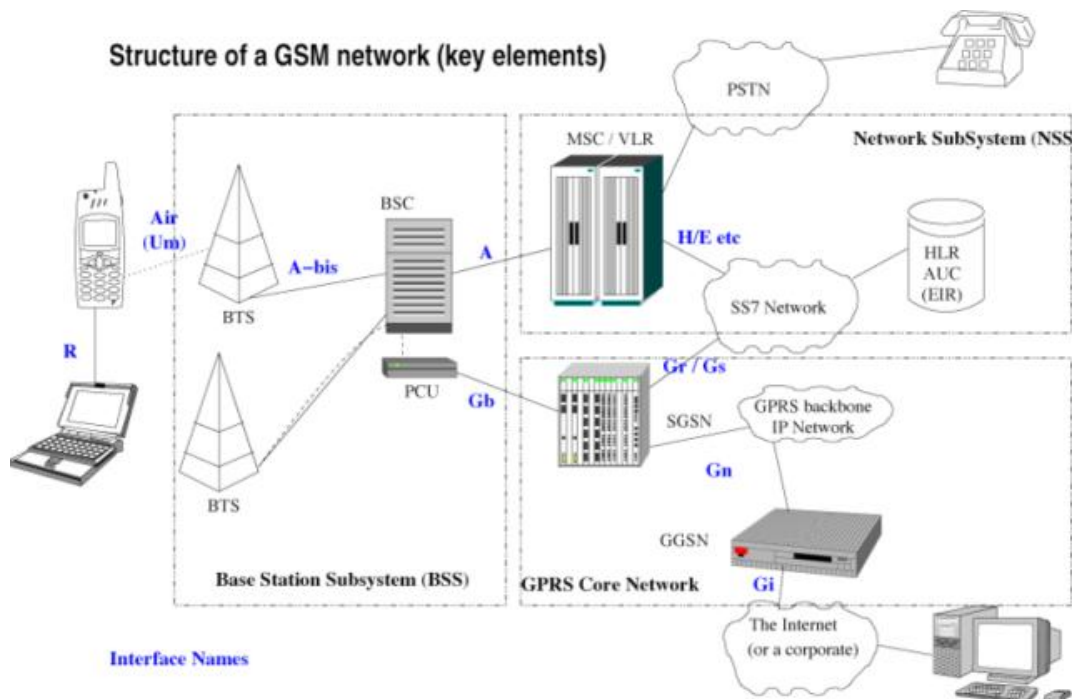 Structure of a GSM network (key elements)
PSTN
Network SubSystem (NSS
MSC / VLR
BSC
Air
(Um)
A-bis
A
H/E etc
HLR
AUC
(EIR)
SS7 Network
BTS
R
PCU
Gb
Gr / Gs
SGSN
GPRS backbone
IP Network
Gn
BTS
GGSN
Base Station Subsystem (BSS)
GPRS Core Network
Gi
The Internet
(or a corporate)
Interface Names